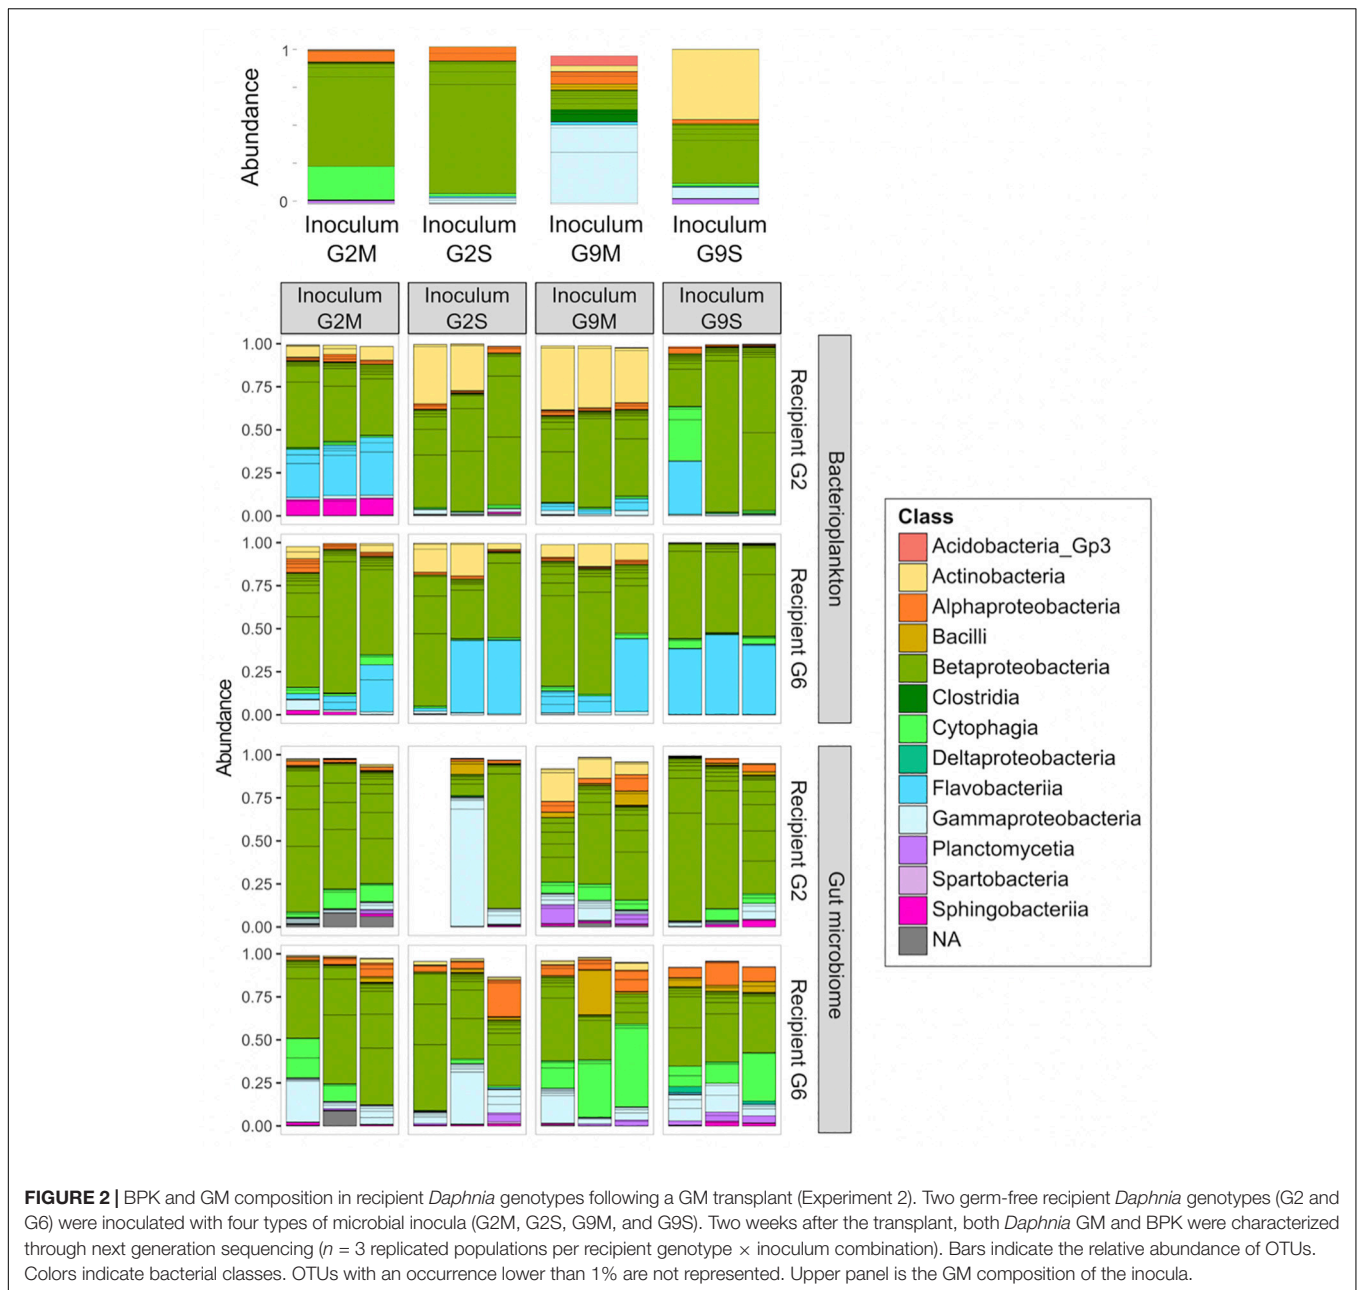 1
0
Abundance
Inoculum G2M
Inoculum G2S
Inoculum G9M
Inoculum G9S
Inoculum G2M
Inoculum G2S
Inoculum G9M
Inoculum G9S
1.00
0.75
0.50
0.25
0.00
Recipient G2
Bacterioplankton
1.00
0.75
0.50
0.25
0.00
Recipient G6
Abundance
1.00
0.75
0.50
0.25
0.00
Recipient G2
Gut microbiome
1.00
0.75
0.50
0.25
0.00
Recipient G6
Class
Acidobacteria_Gp3
Actinobacteria
Alphaproteobacteria
Bacilli
Betaproteobacteria
Clostridia
Cytophagia
Deltaproteobacteria
Flavobacteriia
Gammaproteobacteria
Planctomycetia
Spartobacteria
Sphingobacteriia
NA
FIGURE 2 | BPK and GM composition in recipient Daphnia genotypes following a GM transplant (Experiment 2). Two germ-free recipient Daphnia genotypes (G2 and
G6) were inoculated with four types of microbial inocula (G2M, G2S, G9M, and G9S). Two weeks after the transplant, both Daphnia GM and BPK were characterized
through next generation sequencing (n = 3 replicated populations per recipient genotype × inoculum combination). Bars indicate the relative abundance of OTUs.
Colors indicate bacterial classes. OTUs with an occurrence lower than 1% are not represented. Upper panel is the GM composition of the inocula.